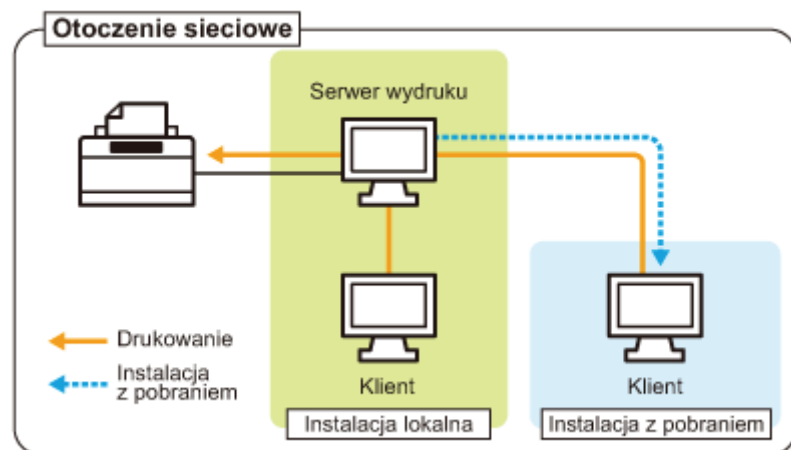 Otoczenie sieciowe
Serwer wydruku
Drukowanie
Instalacja
z pobraniem
Klient
Instalacja lokalna
Klient
Instalacja z pobraniem